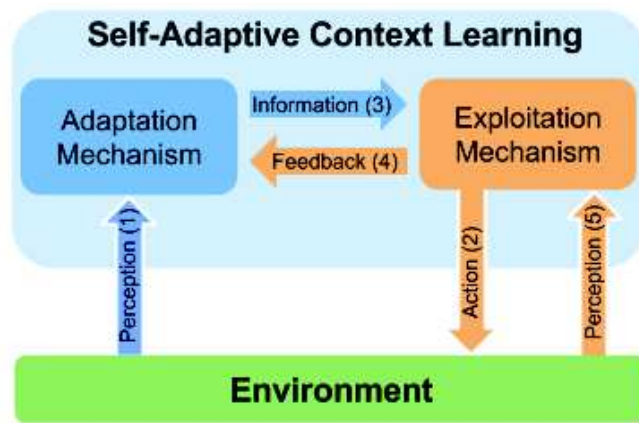 Self-Adaptive Context Learning
Adaptation
Mechanism
Information (3)
Feedback (4)
Exploitation
Mechanism
Perception (1)
Action (2)
Perception (5)
Environment